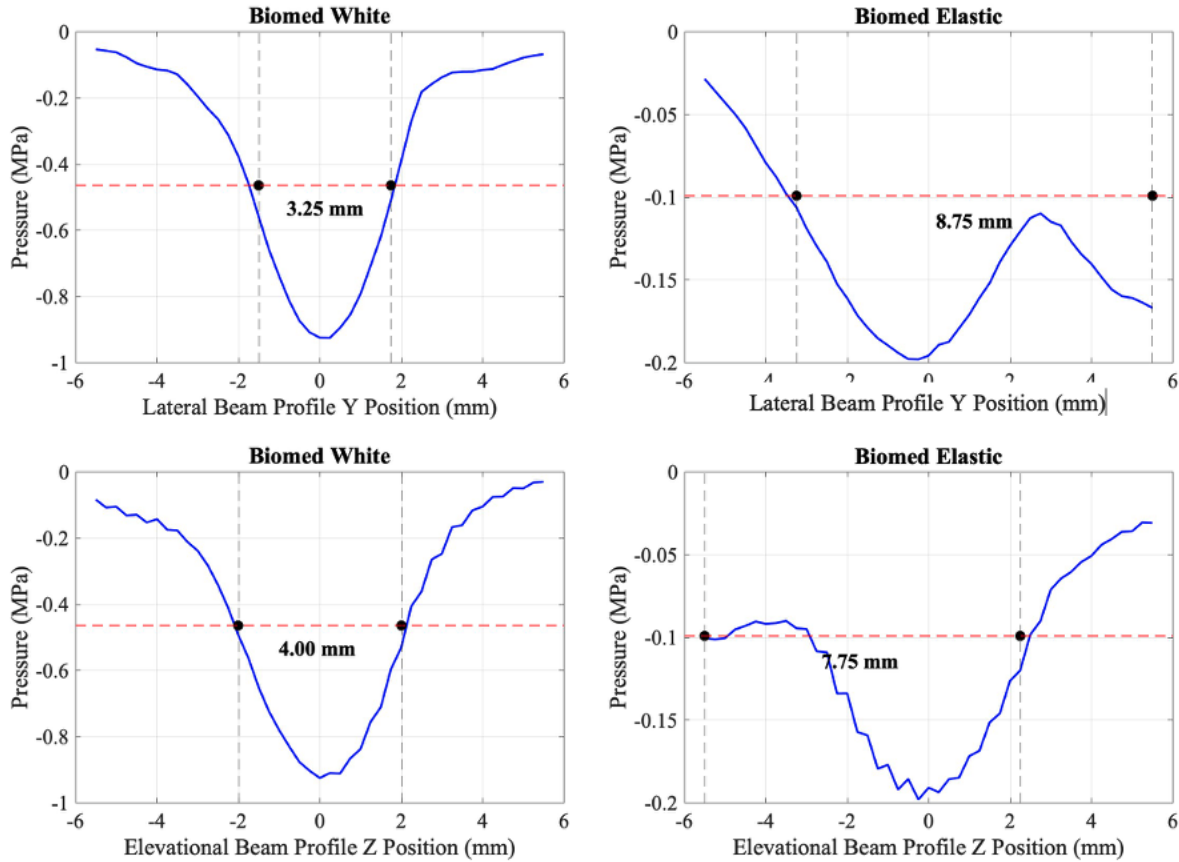 Biomed White
0
-0.2
-0.4
-0.6
-0.8
-1
Pressure (MPa)
3.25 mm
-6 -4 -2 0 2 4 6
Lateral Beam Profile Y Position (mm)
Biomed Elastic
0
-0.05
-0.1
-0.15
-0.2
Pressure (MPa)
8.75 mm
-6 -4 -2 0 2 4 6
Lateral Beam Profile Y Position (mm)
Biomed White
0
-0.2
-0.4
-0.6
-0.8
-1
Pressure (MPa)
4.00 mm
-6 -4 -2 0 2 4 6
Elevational Beam Profile Z Position (mm)
Biomed Elastic
0
-0.05
-0.1
-0.15
-0.2
Pressure (MPa)
7.75 mm
-6 -4 -2 0 2 4 6
Elevational Beam Profile Z Position (mm)